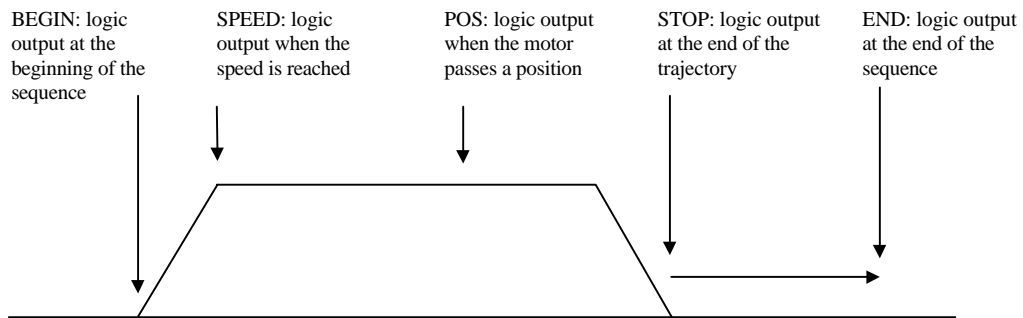 BEGIN: logic
output at the
beginning of the
sequence
SPEED: logic
output when the
speed is reached
POS: logic output
when the motor
passes a position
STOP: logic output
at the end of the
trajectory
END: logic output
at the end of the
sequence